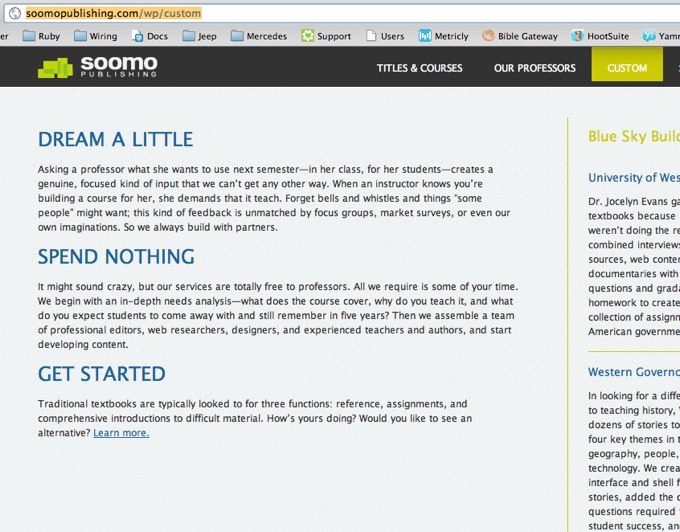 soomopublishing.com/wp/custom
er Ruby Wiring Docs Jeep Mercedes Support Users Metricly Bible Gateway HootSuite Yamm
soomo
PUBLISHING
TITLES & COURSES OUR PROFESSORS CUSTOM
DREAM A LITTLE
Asking a professor what she wants to use next semester—in her class, for her students—creates a
genuine, focused kind of input that we can't get any other way. When an instructor knows you're
building a course for her, she demands that it teach. Forget bells and whistles and things "some
people" might want; this kind of feedback is unmatched by focus groups, market surveys, or even our
own imaginations. So we always build with partners.
SPEND NOTHING
It might sound crazy, but our services are totally free to professors. All we require is some of your time.
We begin with an in-depth needs analysis—what does the course cover, why do you teach it, and what
do you expect students to come away with and still remember in five years? Then we assemble a team
of professional editors, web researchers, designers, and experienced teachers and authors, and start
developing content.
GET STARTED
Traditional textbooks are typically looked to for three functions: reference, assignments, and
comprehensive introductions to difficult material. How's yours doing? Would you like to see an
alternative? Learn more.
Blue Sky Build
University of Wes
Dr. Jocelyn Evans ga
textbooks because
weren't doing the re
combined interviews
sources, web conten
documentaries with
questions and grada
homework to create
collection of assignm
American governme
Western Governo
In looking for a diffe
to teaching history,
dozens of stories to
four key themes in t
geography, people,
technology. We crea
interface and shell f
stories, added the c
questions required
student success, an